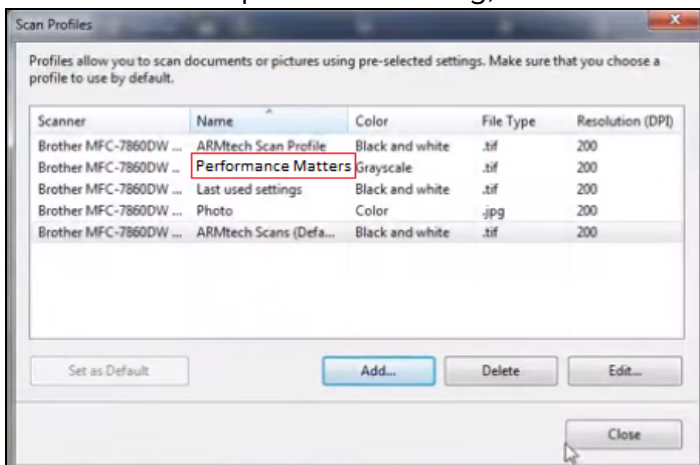 Scan Profiles
Profiles allow you to scan documents or pictures using pre-selected settings. Make sure that you choose a
profile to use by default.
Scanner Name Color File Type Resolution (DPI)
Brother MFC-7860DW ... ARMtech Scan Profile Black and white .tif 200
Brother MFC-7860DW ... Performance Matters Grayscale .tif 200
Brother MFC-7860DW ... Last used settings Black and white .tif 200
Brother MFC-7860DW ... Photo Color .jpg 200
Brother MFC-7860DW ... ARMtech Scans (Defa... Black and white .tif 200
Set as Default Add... Delete Edit...
Close